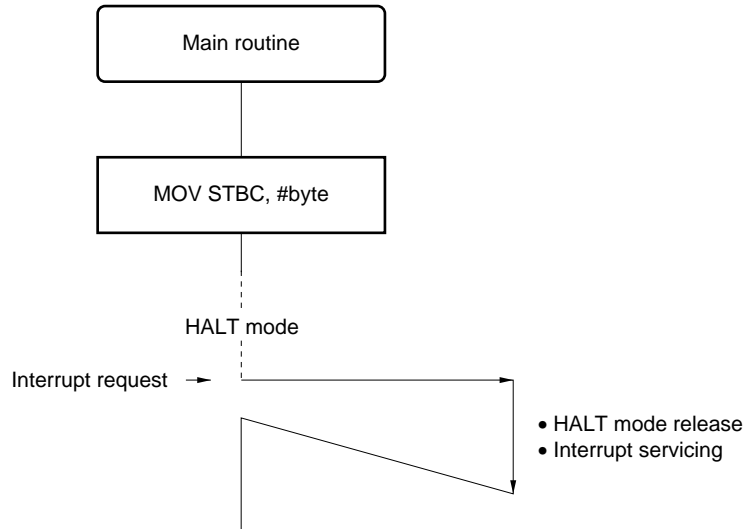 Main routine
MOV STBC, #byte
HALT mode
Interrupt request
• HALT mode release
• Interrupt servicing